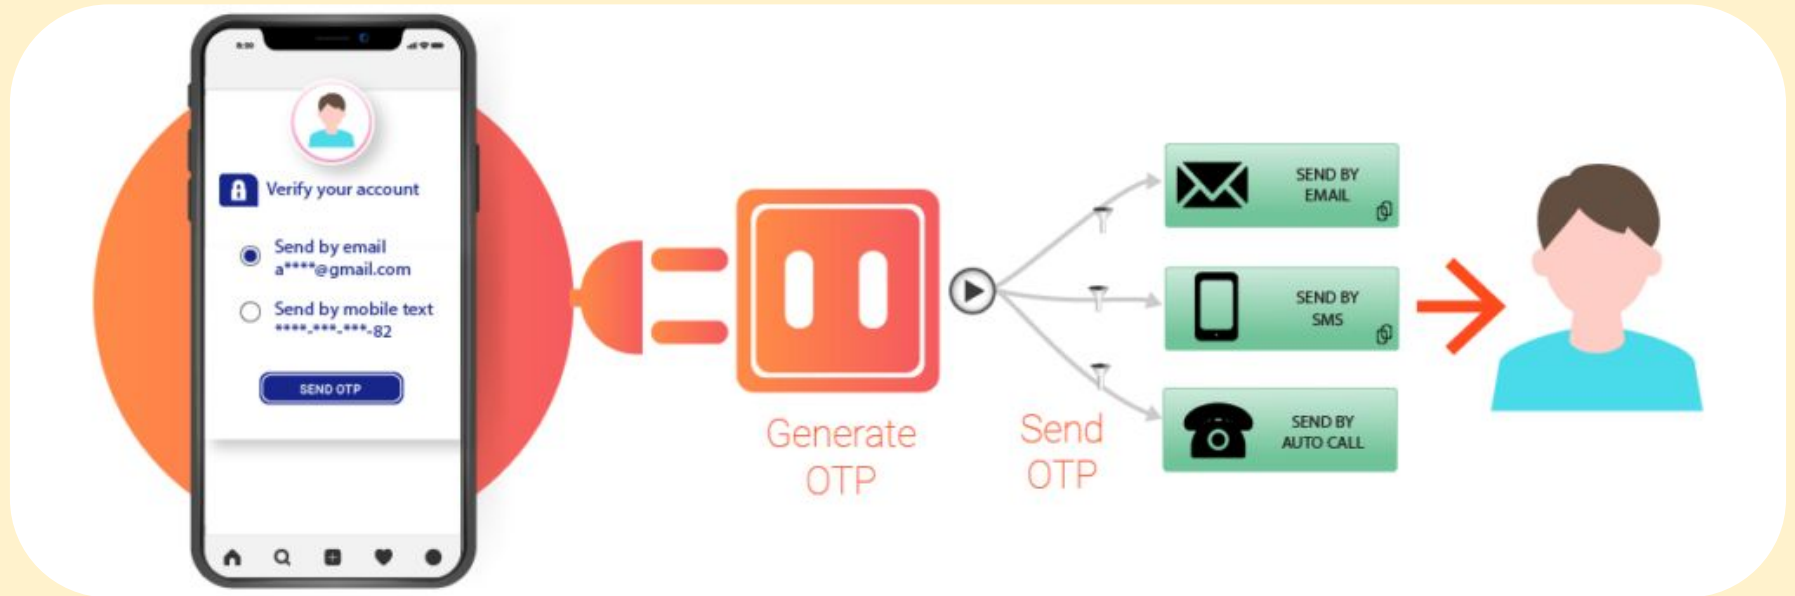 Verify your account
Send by email
a****@gmail.com
Send by mobile text
****-***-***-82
SEND OTP
Generate
OTP
Send
OTP
SEND BY
EMAIL
SEND BY
SMS
SEND BY
AUTO CALL